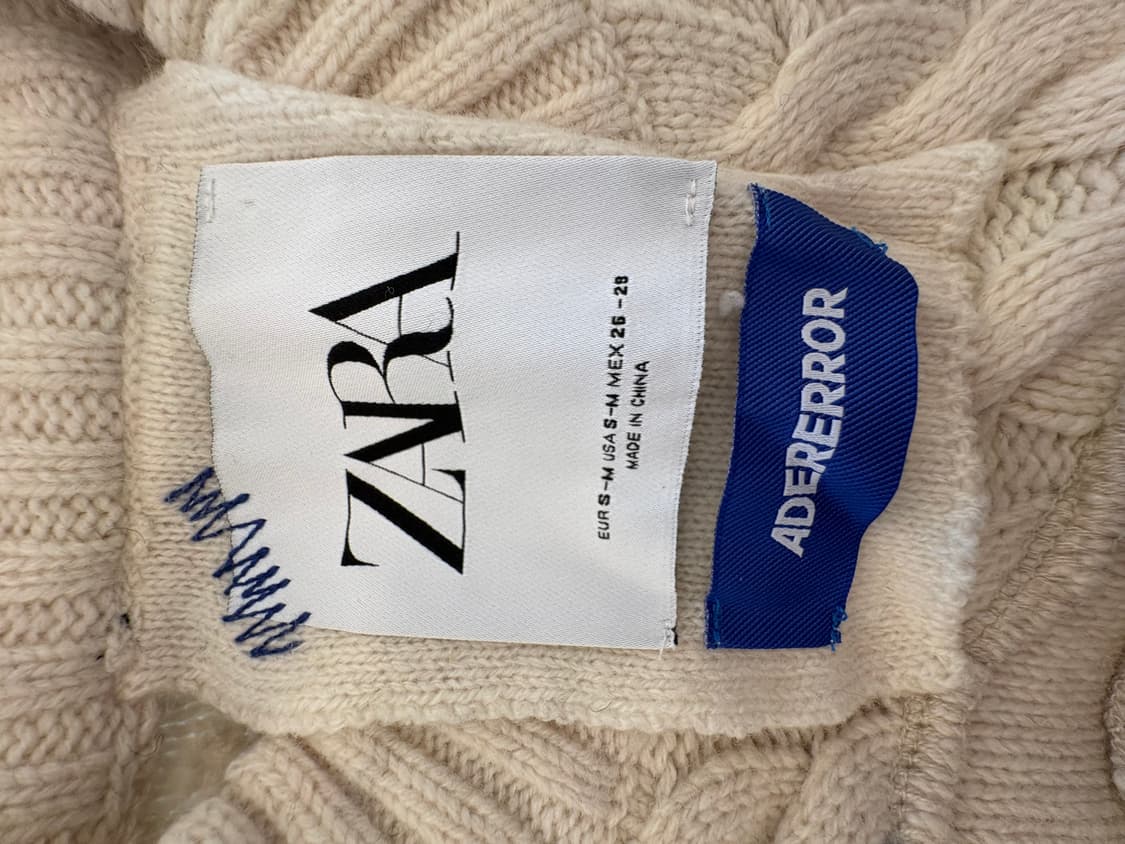 ZARA
EUR S-M USA S-M MEX 26-28
MADE IN CHINA
ADERERROR